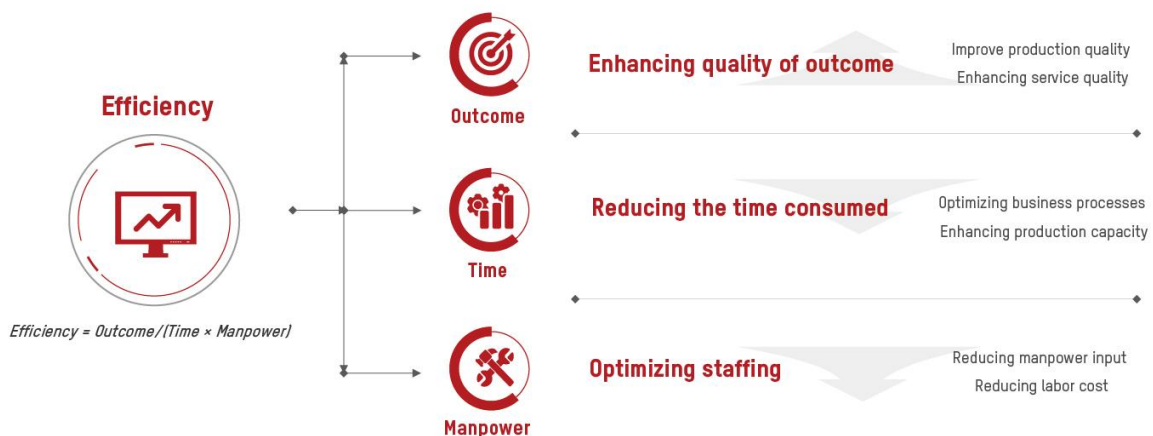 Efficiency
Efficiency = Outcome/(Time × Manpower)
Outcome
Enhancing quality of outcome
Improve production quality
Enhancing service quality
Time
Reducing the time consumed
Optimizing business processes
Enhancing production capacity
Manpower
Optimizing staffing
Reducing manpower input
Reducing labor cost